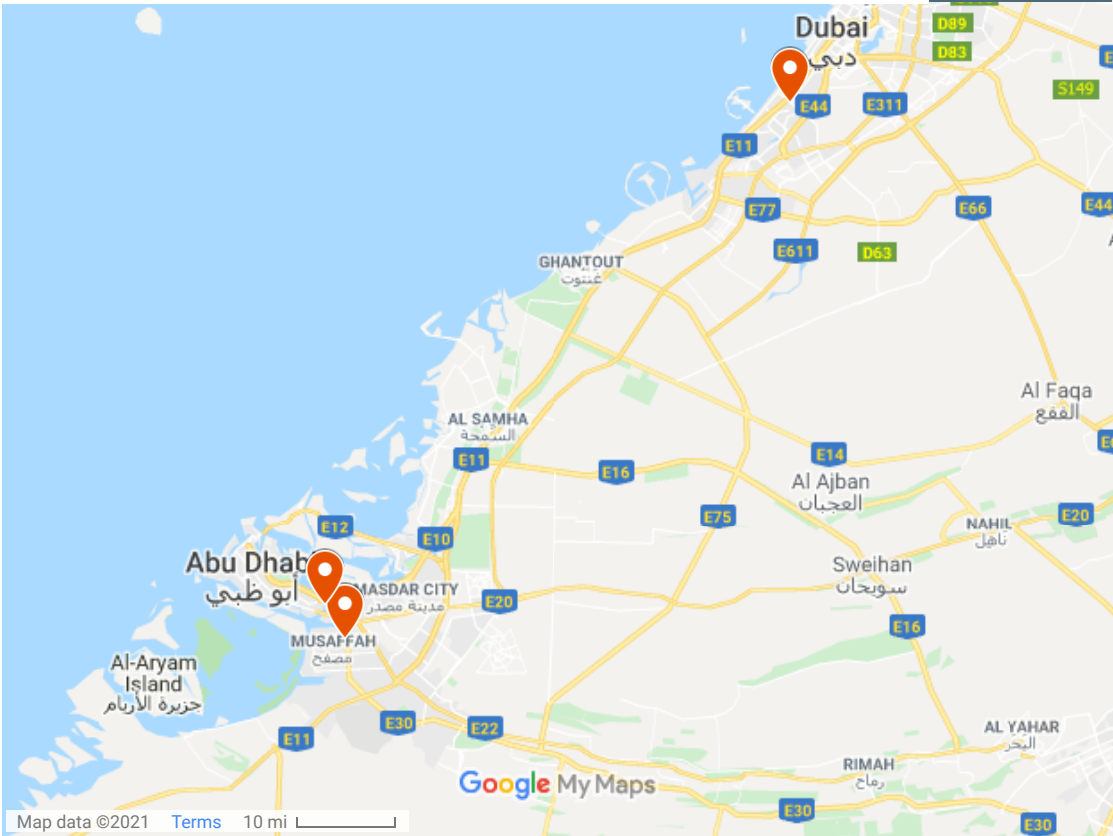 Dubai
دبي
D89
D83
S149
E44
E311
E11
E77
E66
E44
E611
D63
GHANTOUT
غنتوت
Al Faqa
الفقع
AL SAMHA
السمحة
E11
E16
E14
Al Ajban
العجبان
E75
E20
NAHIL
ناهل
E12
E10
Abu Dhabi
أبو ظبي
MASDAR CITY
مدينة مصدر
E20
Sweihan
سويحان
E16
MUSAFFAH
مصفح
Al-Aryam
Island
جزيرة الأريام
E11
E30
E22
AL YAHAR
اليحر
RIMAH
رماح
Google My Maps
E30
E30
Map data ©2021 Terms 10 mi